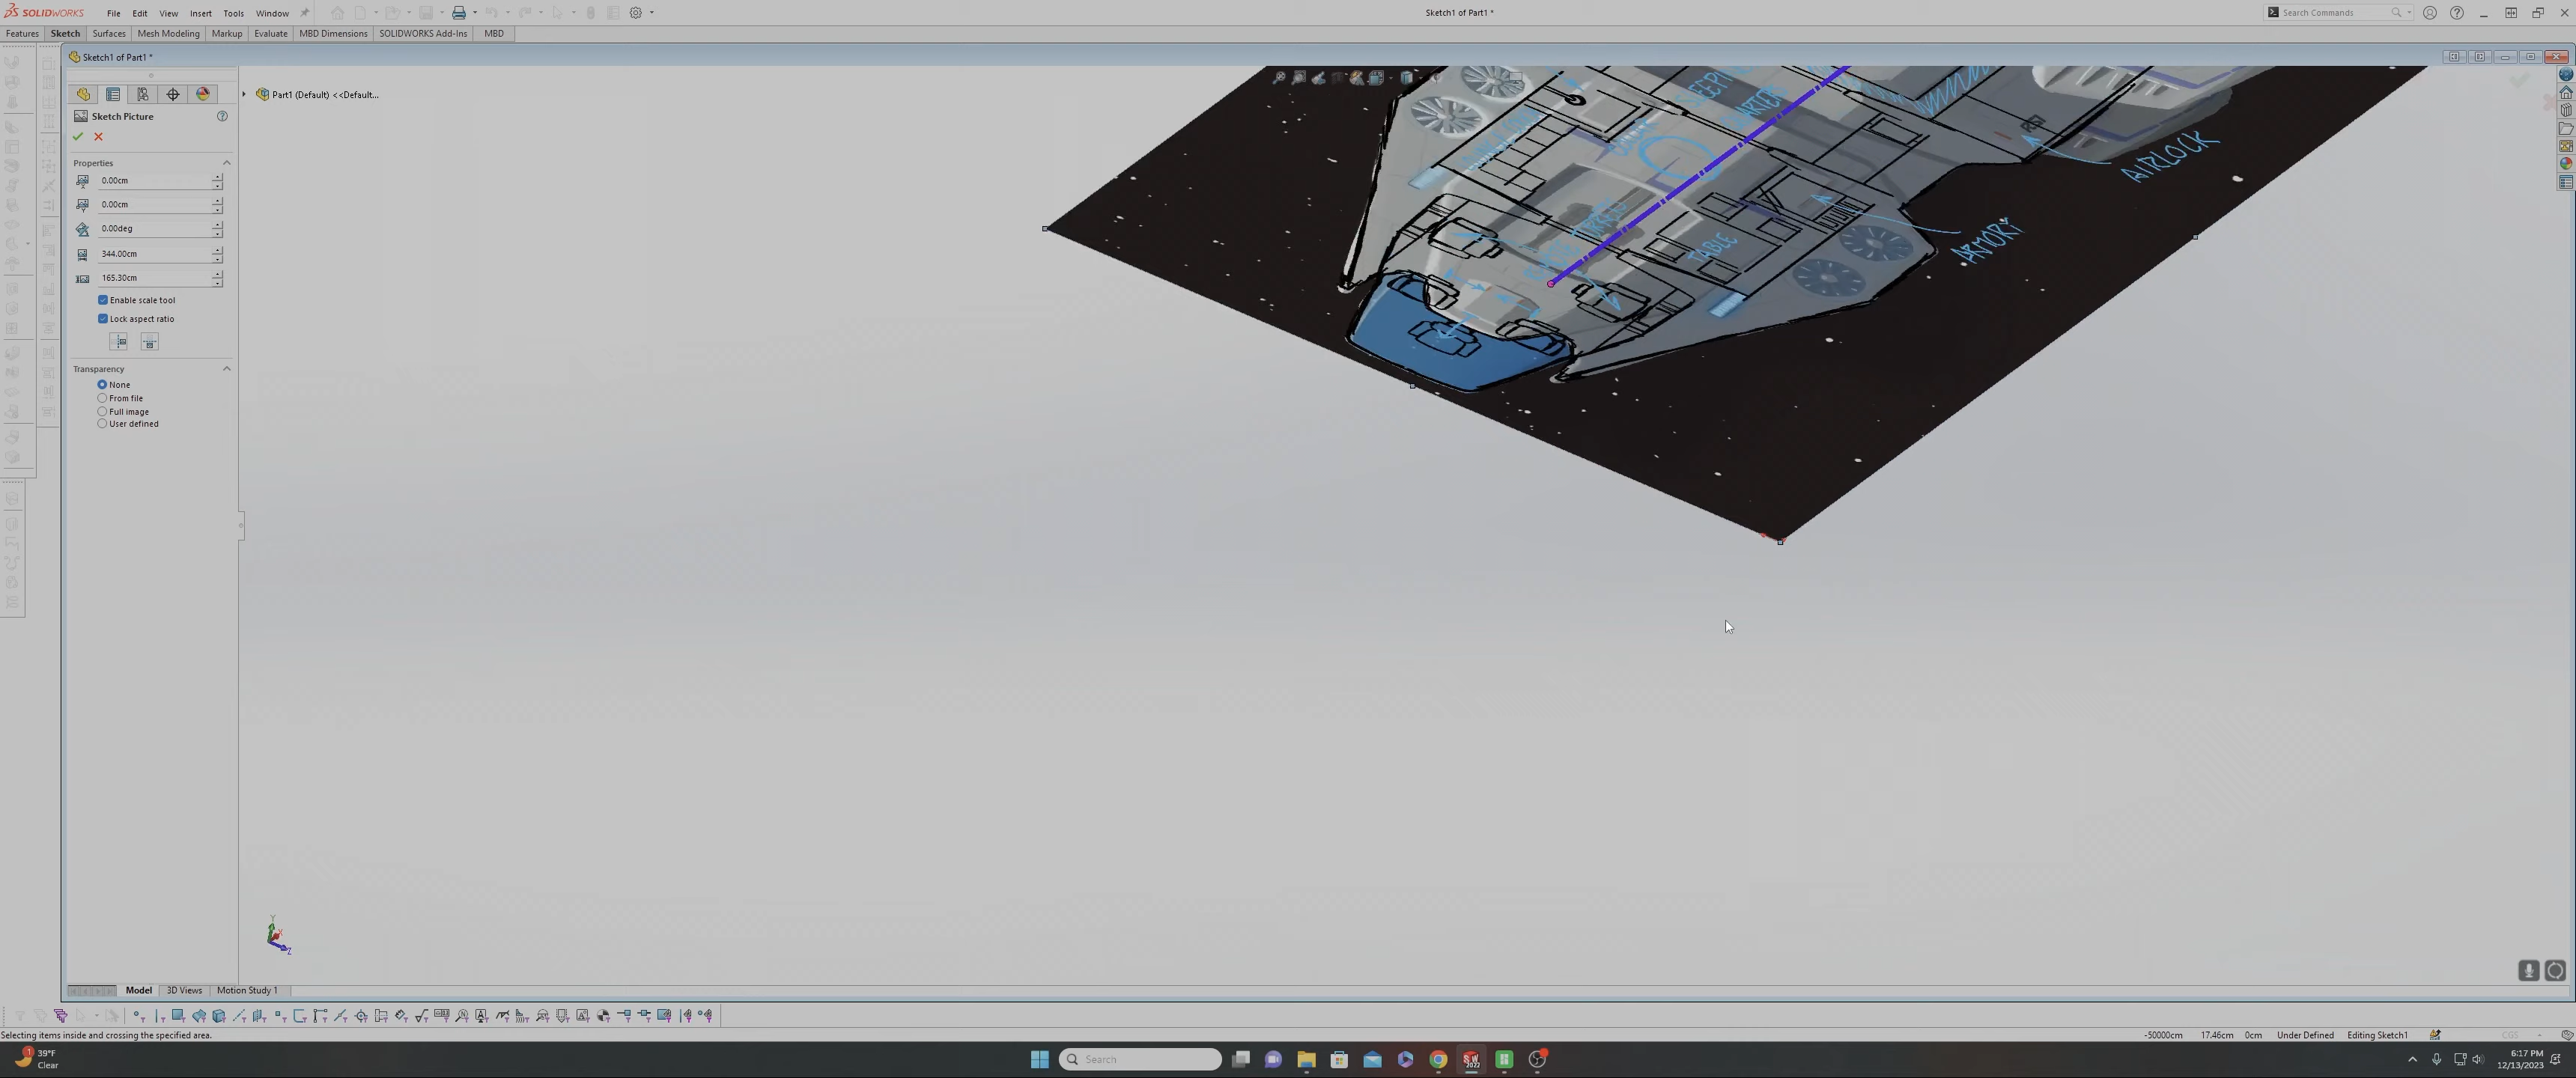 SOLIDWORKS File Edit View Insert Tools Window Sketch1 of Part1 * Search Commands
Features Sketch Surfaces Mesh Modeling Markup Evaluate MBD Dimensions SOLIDWORKS Add-Ins MBD
Sketch1 of Part1 *
Part1 (Default) <<Default...
Sketch Picture
Properties
0.00cm
0.00cm
0.00deg
344.00cm
165.30cm
Enable scale tool
Lock aspect ratio
Transparency
None
From file
Full image
User defined
AIRLOCK
ARMORY
TABLE
Y
X
Z
Model 3D Views Motion Study 1
Selecting items inside and crossing the specified area. -50000cm 17.46cm 0cm Under Defined Editing Sketch1 CGS
39°F
Clear
Search
6:17 PM
12/13/2023